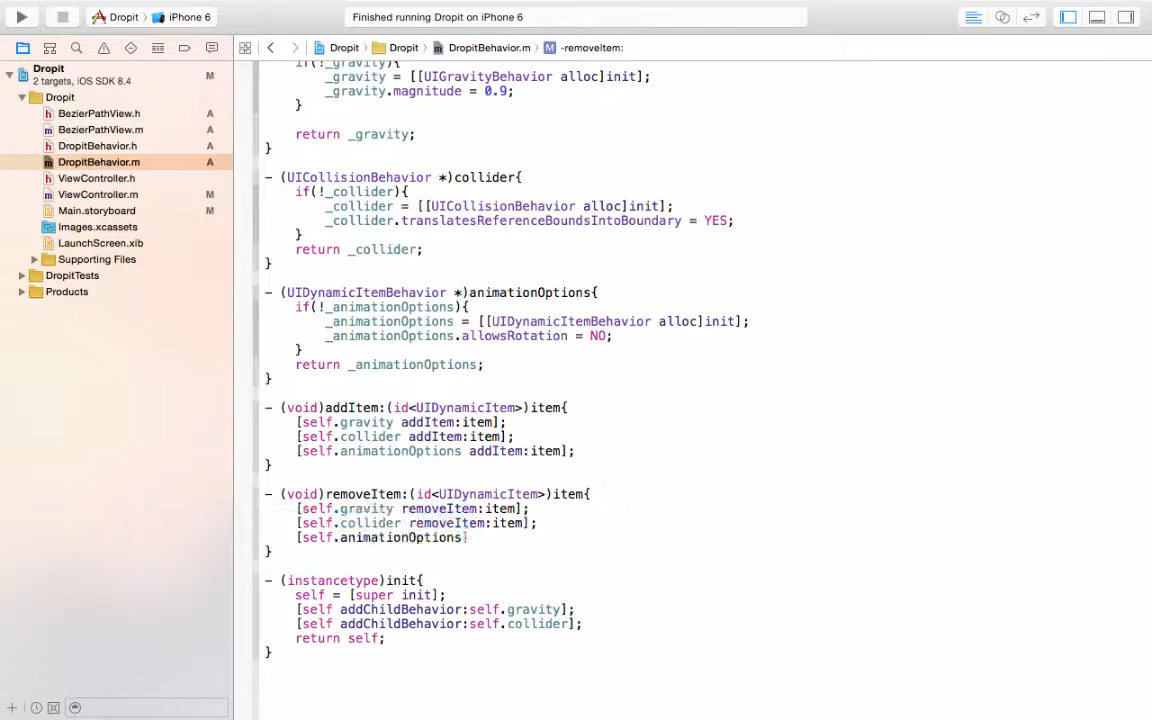 Dropit › iPhone 6
Finished running Dropit on iPhone 6
Dropit › Dropit › DropitBehavior.m › M -removeItem:
Dropit M
2 targets, iOS SDK 8.4
Dropit
h BezierPathView.h A
m BezierPathView.m A
h DropitBehavior.h A
m DropitBehavior.m A
h ViewController.h
m ViewController.m M
Main.storyboard M
Images.xcassets
LaunchScreen.xib
Supporting Files
DropitTests
Products
if(!_gravity){
_gravity = [[UIGravityBehavior alloc]init];
_gravity.magnitude = 0.9;
}
return _gravity;
}
- (UICollisionBehavior *)collider{
if(!_collider){
_collider = [[UICollisionBehavior alloc]init];
_collider.translatesReferenceBoundsIntoBoundary = YES;
}
return _collider;
}
- (UIDynamicItemBehavior *)animationOptions{
if(!_animationOptions){
_animationOptions = [[UIDynamicItemBehavior alloc]init];
_animationOptions.allowsRotation = NO;
}
return _animationOptions;
}
- (void)addItem:(id<UIDynamicItem>)item{
[self.gravity addItem:item];
[self.collider addItem:item];
[self.animationOptions addItem:item];
}
- (void)removeItem:(id<UIDynamicItem>)item{
[self.gravity removeItem:item];
[self.collider removeItem:item];
[self.animationOptions]
}
- (instancetype)init{
self = [super init];
[self addChildBehavior:self.gravity];
[self addChildBehavior:self.collider];
return self;
}